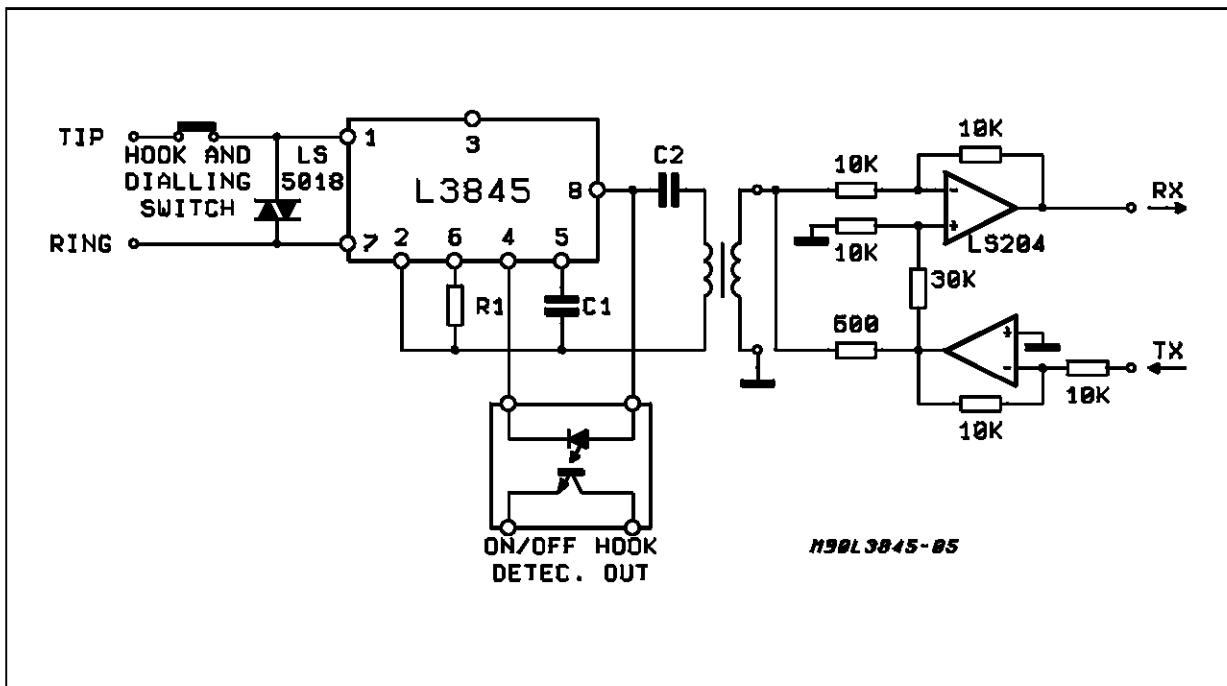 TIP
HOOK AND
DIALLING
SWITCH
RING
LS
5018
1
3
L3845
8
7
2
6
4
5
R1
C1
C2
10K
10K
-
+
10K
LS204
RX
30K
600
+
-
TX
10K
10K
ON/OFF HOOK
DETEC. OUT
M90L3845-05